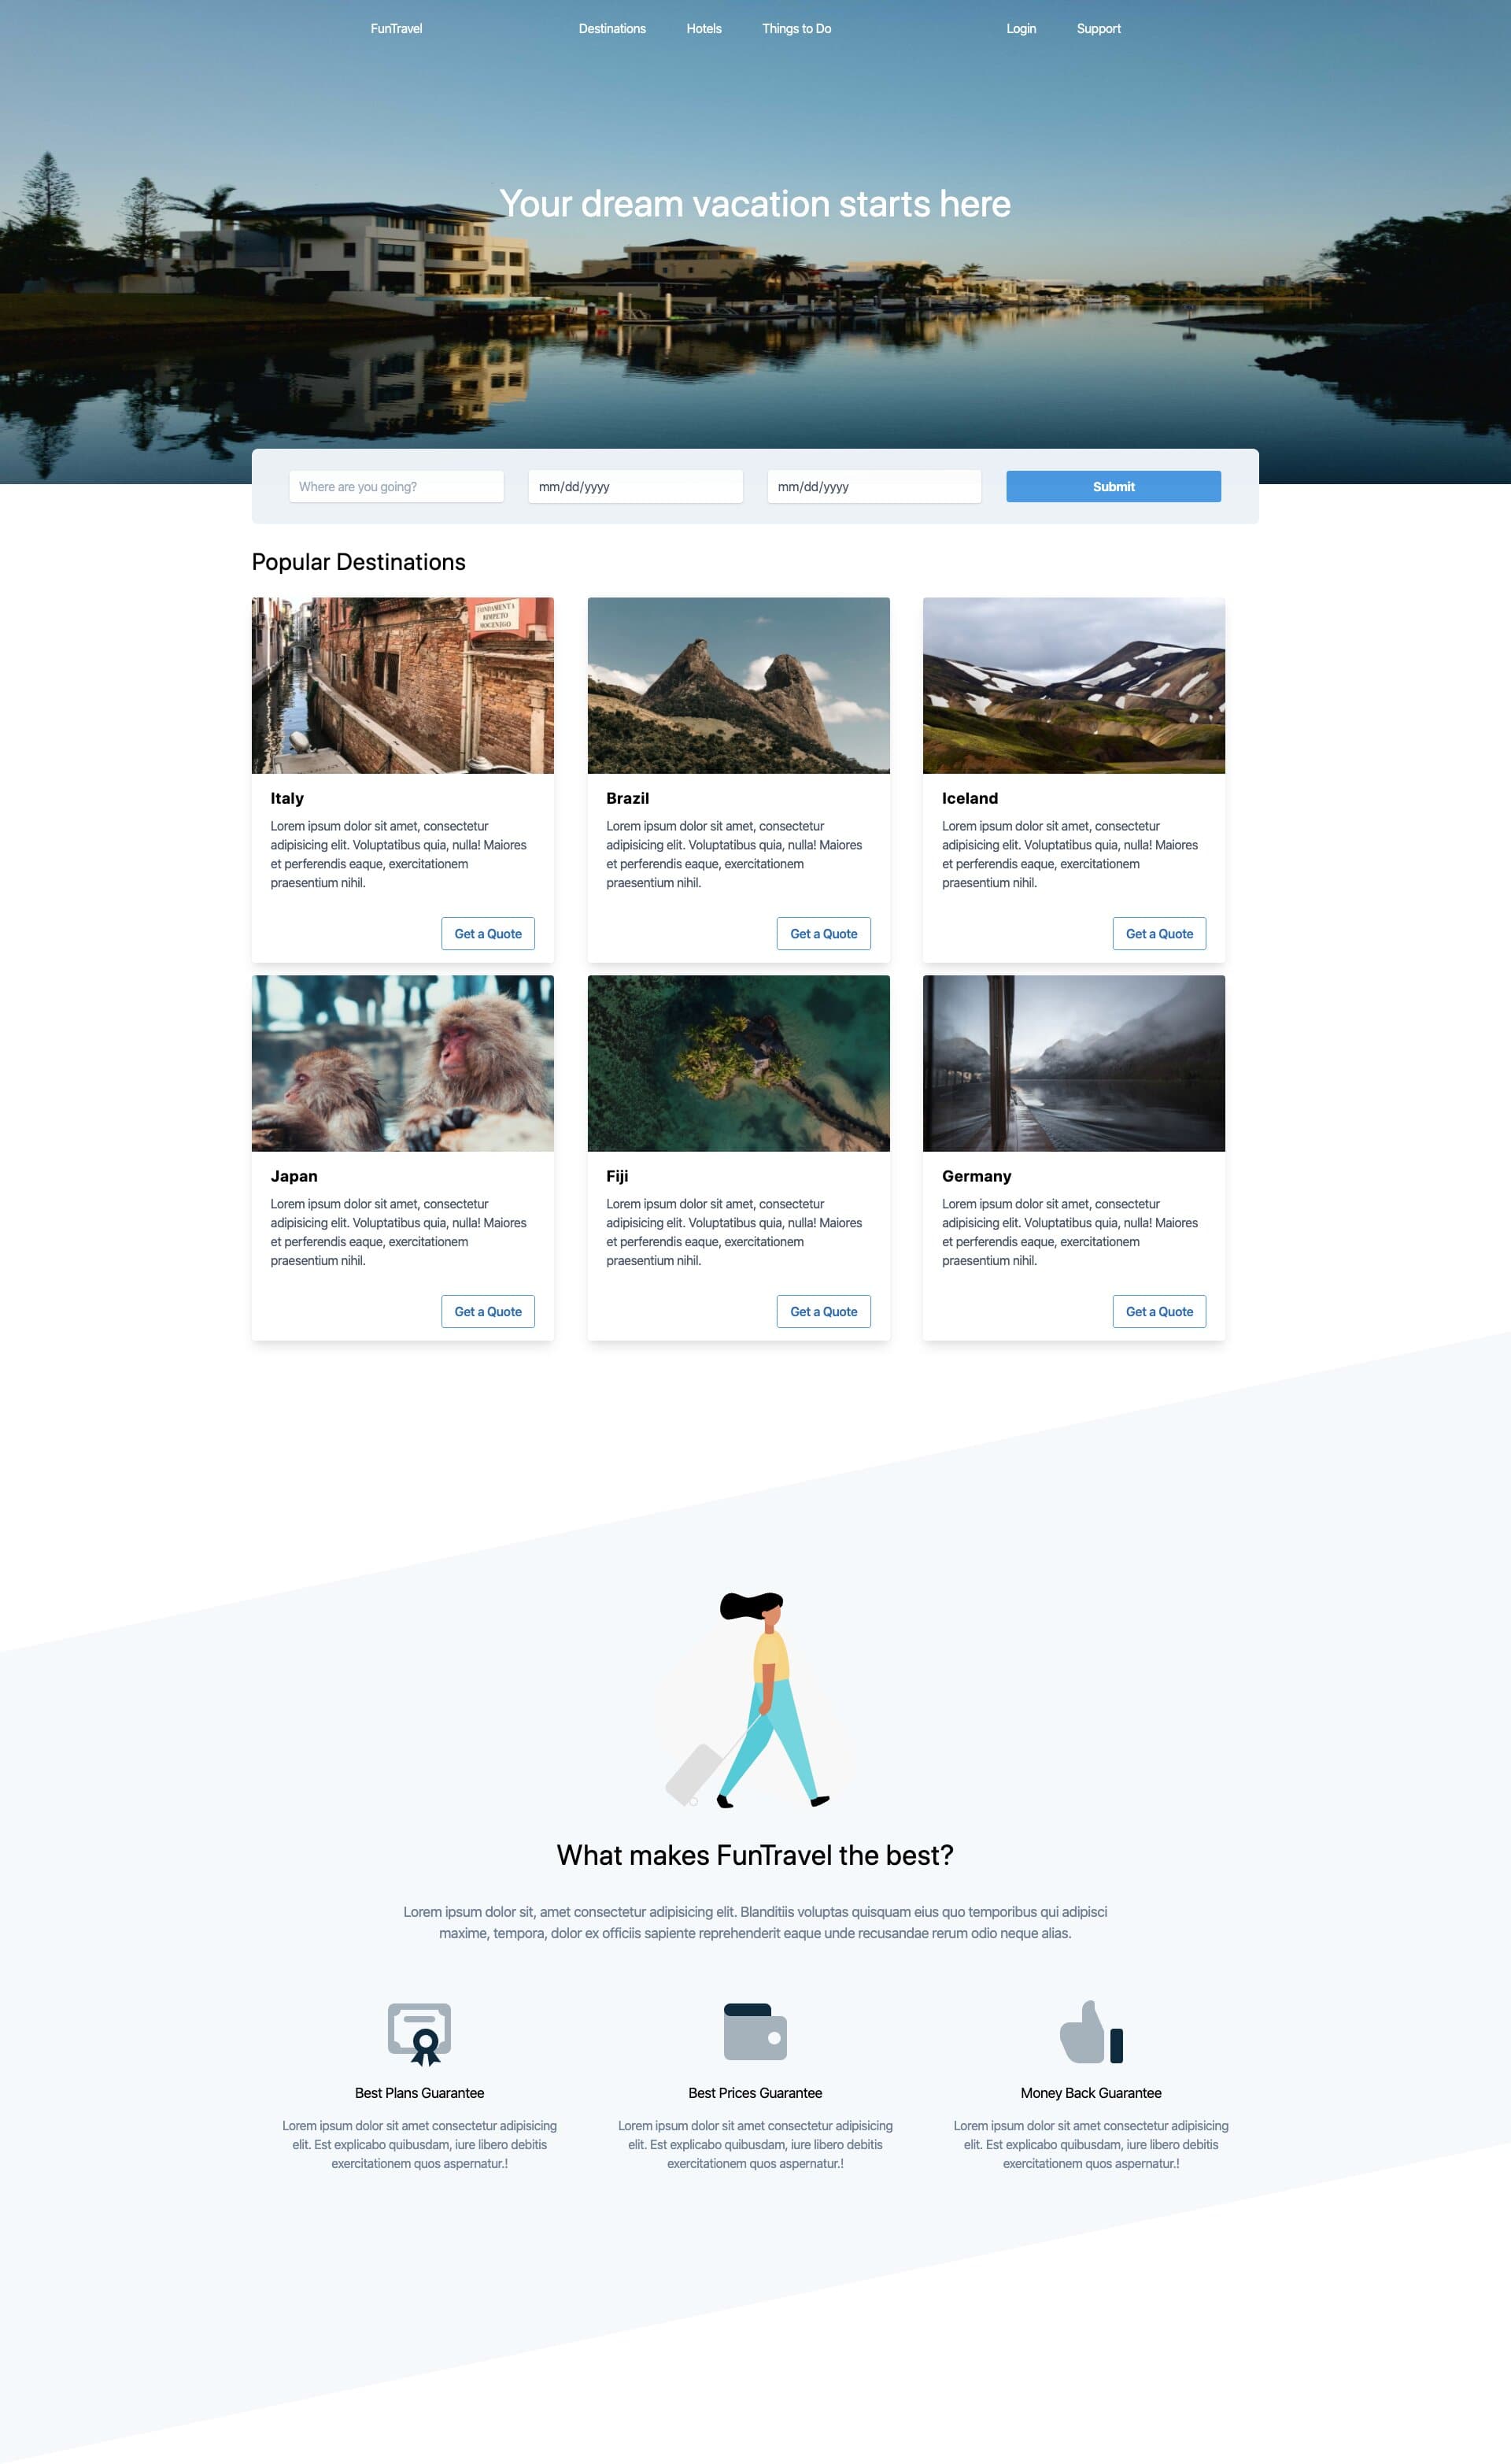 FunTravel Destinations Hotels Things to Do Login Support
Your dream vacation starts here
Where are you going? mm/dd/yyyy mm/dd/yyyy Submit
Popular Destinations
FONDAMENTA
RIMPETO
MOCENIGO
Italy
Lorem ipsum dolor sit amet, consectetur
adipisicing elit. Voluptatibus quia, nulla! Maiores
et perferendis eaque, exercitationem
praesentium nihil.
Get a Quote
Brazil
Lorem ipsum dolor sit amet, consectetur
adipisicing elit. Voluptatibus quia, nulla! Maiores
et perferendis eaque, exercitationem
praesentium nihil.
Get a Quote
Iceland
Lorem ipsum dolor sit amet, consectetur
adipisicing elit. Voluptatibus quia, nulla! Maiores
et perferendis eaque, exercitationem
praesentium nihil.
Get a Quote
Japan
Lorem ipsum dolor sit amet, consectetur
adipisicing elit. Voluptatibus quia, nulla! Maiores
et perferendis eaque, exercitationem
praesentium nihil.
Get a Quote
Fiji
Lorem ipsum dolor sit amet, consectetur
adipisicing elit. Voluptatibus quia, nulla! Maiores
et perferendis eaque, exercitationem
praesentium nihil.
Get a Quote
Germany
Lorem ipsum dolor sit amet, consectetur
adipisicing elit. Voluptatibus quia, nulla! Maiores
et perferendis eaque, exercitationem
praesentium nihil.
Get a Quote
What makes FunTravel the best?
Lorem ipsum dolor sit, amet consectetur adipisicing elit. Blanditiis voluptas quisquam eius quo temporibus qui adipisci
maxime, tempora, dolor ex officiis sapiente reprehenderit eaque unde recusandae rerum odio neque alias.
Best Plans Guarantee
Lorem ipsum dolor sit amet consectetur adipisicing
elit. Est explicabo quibusdam, iure libero debitis
exercitationem quos aspernatur.!
Best Prices Guarantee
Lorem ipsum dolor sit amet consectetur adipisicing
elit. Est explicabo quibusdam, iure libero debitis
exercitationem quos aspernatur.!
Money Back Guarantee
Lorem ipsum dolor sit amet consectetur adipisicing
elit. Est explicabo quibusdam, iure libero debitis
exercitationem quos aspernatur.!